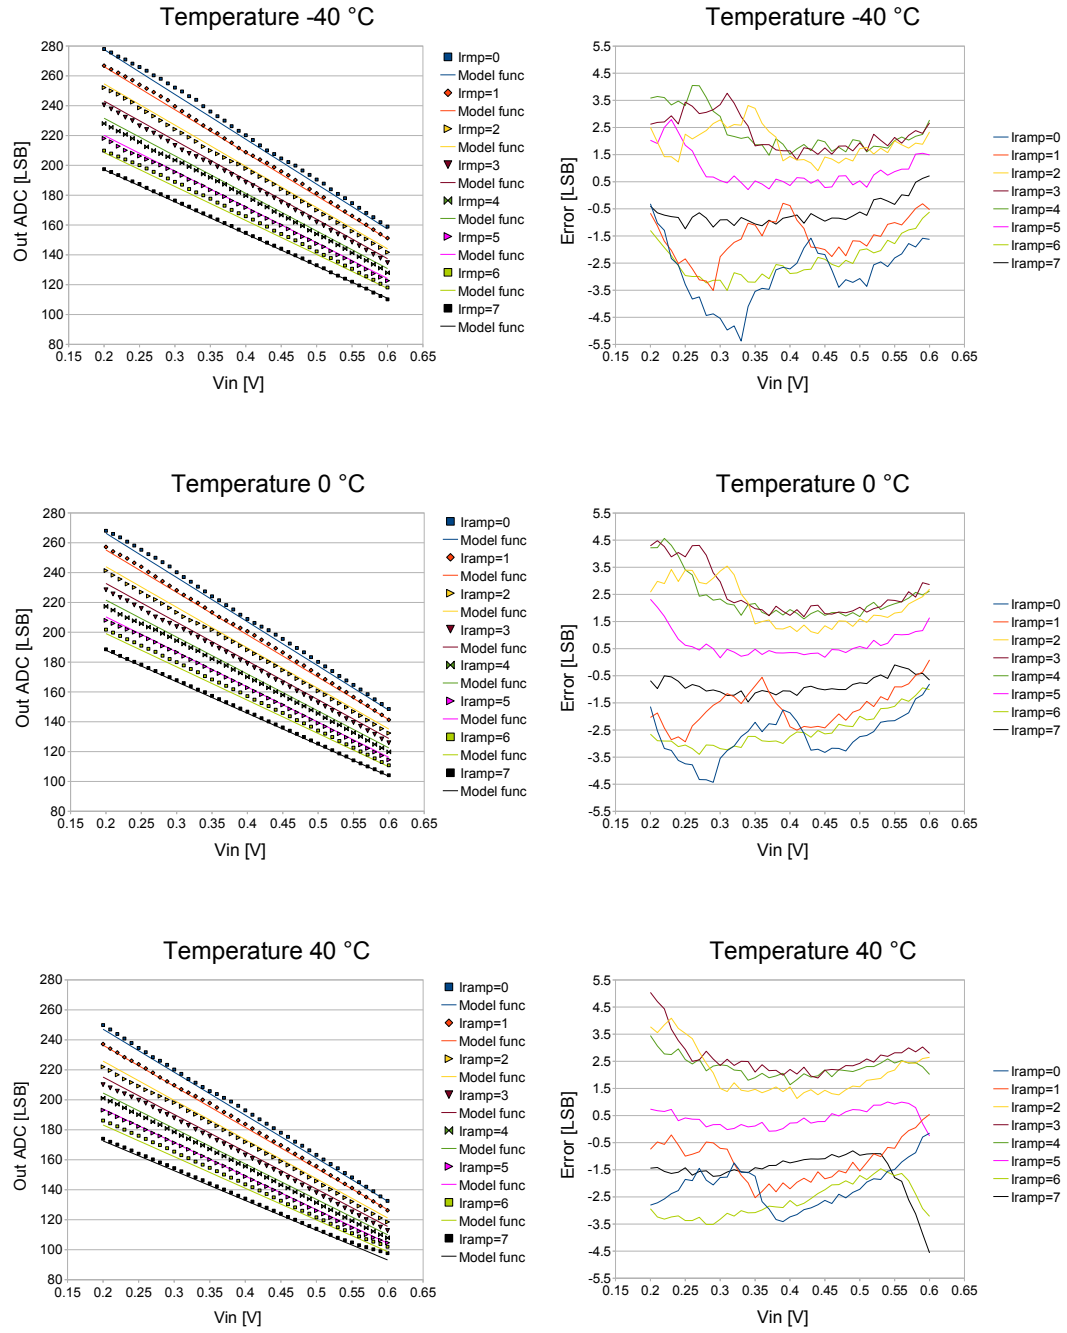 Temperature -40 °C
Out ADC [LSB]
280
260
240
220
200
180
160
140
120
100
80
0.15 0.2 0.25 0.3 0.35 0.4 0.45 0.5 0.55 0.6 0.65
Vin [V]
Irmp=0
Model func
Irmp=1
Model func
Irmp=2
Model func
Irmp=3
Model func
Irmp=4
Model func
Irmp=5
Model func
Irmp=6
Model func
Irmp=7
Model func
Temperature -40 °C
Error [LSB]
5.5
4.5
3.5
2.5
1.5
0.5
-0.5
-1.5
-2.5
-3.5
-4.5
-5.5
0.15 0.2 0.25 0.3 0.35 0.4 0.45 0.5 0.55 0.6 0.65
Vin [V]
Iramp=0
Iramp=1
Iramp=2
Iramp=3
Iramp=4
Iramp=5
Iramp=6
Iramp=7
Temperature 0 °C
Out ADC [LSB]
280
260
240
220
200
180
160
140
120
100
80
0.15 0.2 0.25 0.3 0.35 0.4 0.45 0.5 0.55 0.6 0.65
Vin [V]
Iramp=0
Model func
Iramp=1
Model func
Iramp=2
Model func
Iramp=3
Model func
Iramp=4
Model func
Iramp=5
Model func
Iramp=6
Model func
Iramp=7
Model func
Temperature 0 °C
Error [LSB]
5.5
4.5
3.5
2.5
1.5
0.5
-0.5
-1.5
-2.5
-3.5
-4.5
-5.5
0.15 0.2 0.25 0.3 0.35 0.4 0.45 0.5 0.55 0.6 0.65
Vin [V]
Iramp=0
Iramp=1
Iramp=2
Iramp=3
Iramp=4
Iramp=5
Iramp=6
Iramp=7
Temperature 40 °C
Out ADC [LSB]
280
260
240
220
200
180
160
140
120
100
80
0.15 0.2 0.25 0.3 0.35 0.4 0.45 0.5 0.55 0.6 0.65
Vin [V]
Iramp=0
Model func
Iramp=1
Model func
Iramp=2
Model func
Iramp=3
Model func
Iramp=4
Model func
Iramp=5
Model func
Iramp=6
Model func
Iramp=7
Model func
Temperature 40 °C
Error [LSB]
5.5
4.5
3.5
2.5
1.5
0.5
-0.5
-1.5
-2.5
-3.5
-4.5
-5.5
0.15 0.2 0.25 0.3 0.35 0.4 0.45 0.5 0.55 0.6 0.65
Vin [V]
Iramp=0
Iramp=1
Iramp=2
Iramp=3
Iramp=4
Iramp=5
Iramp=6
Iramp=7